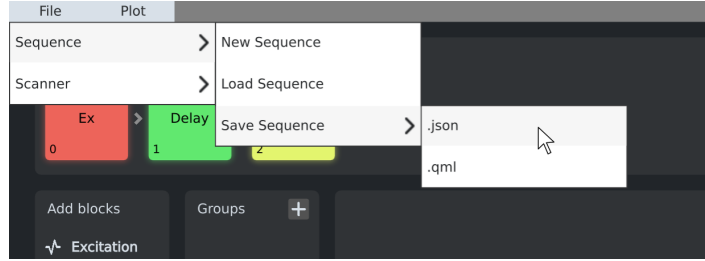 File Plot
Sequence New Sequence
Scanner Load Sequence
Ex Delay Save Sequence .json
0 1 2
.qml
Add blocks Groups +
Excitation